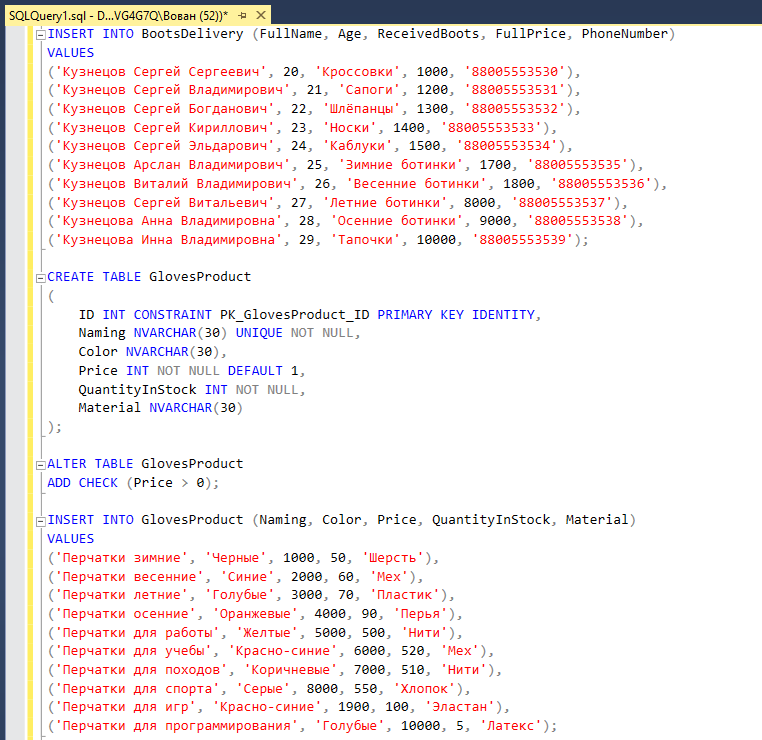 SQLQuery1.sql - D...VG4G7Q\Вован (52))*
INSERT INTO BootsDelivery (FullName, Age, ReceivedBoots, FullPrice, PhoneNumber)
VALUES
('Кузнецов Сергей Сергеевич', 20, 'Кроссовки', 1000, '88005553530'),
('Кузнецов Сергей Владимирович', 21, 'Сапоги', 1200, '88005553531'),
('Кузнецов Сергей Богданович', 22, 'Шлёпанцы', 1300, '88005553532'),
('Кузнецов Сергей Кириллович', 23, 'Носки', 1400, '88005553533'),
('Кузнецов Сергей Эльдарович', 24, 'Каблуки', 1500, '88005553534'),
('Кузнецов Арслан Владимирович', 25, 'Зимние ботинки', 1700, '88005553535'),
('Кузнецов Виталий Владимирович', 26, 'Весенние ботинки', 1800, '88005553536'),
('Кузнецов Сергей Витальевич', 27, 'Летние ботинки', 8000, '88005553537'),
('Кузнецова Анна Владимировна', 28, 'Осенние ботинки', 9000, '88005553538'),
('Кузнецова Инна Владимировна', 29, 'Тапочки', 10000, '88005553539');
CREATE TABLE GlovesProduct
(
ID INT CONSTRAINT PK_GlovesProduct_ID PRIMARY KEY IDENTITY,
Naming NVARCHAR(30) UNIQUE NOT NULL,
Color NVARCHAR(30),
Price INT NOT NULL DEFAULT 1,
QuantityInStock INT NOT NULL,
Material NVARCHAR(30)
);
ALTER TABLE GlovesProduct
ADD CHECK (Price > 0);
INSERT INTO GlovesProduct (Naming, Color, Price, QuantityInStock, Material)
VALUES
('Перчатки зимние', 'Черные', 1000, 50, 'Шерсть'),
('Перчатки весенние', 'Синие', 2000, 60, 'Мех'),
('Перчатки летние', 'Голубые', 3000, 70, 'Пластик'),
('Перчатки осенние', 'Оранжевые', 4000, 90, 'Перья'),
('Перчатки для работы', 'Желтые', 5000, 500, 'Нити'),
('Перчатки для учебы', 'Красно-синие', 6000, 520, 'Мех'),
('Перчатки для походов', 'Коричневые', 7000, 510, 'Нити'),
('Перчатки для спорта', 'Серые', 8000, 550, 'Хлопок'),
('Перчатки для игр', 'Красно-синие', 1900, 100, 'Эластан'),
('Перчатки для программирования', 'Голубые', 10000, 5, 'Латекс');